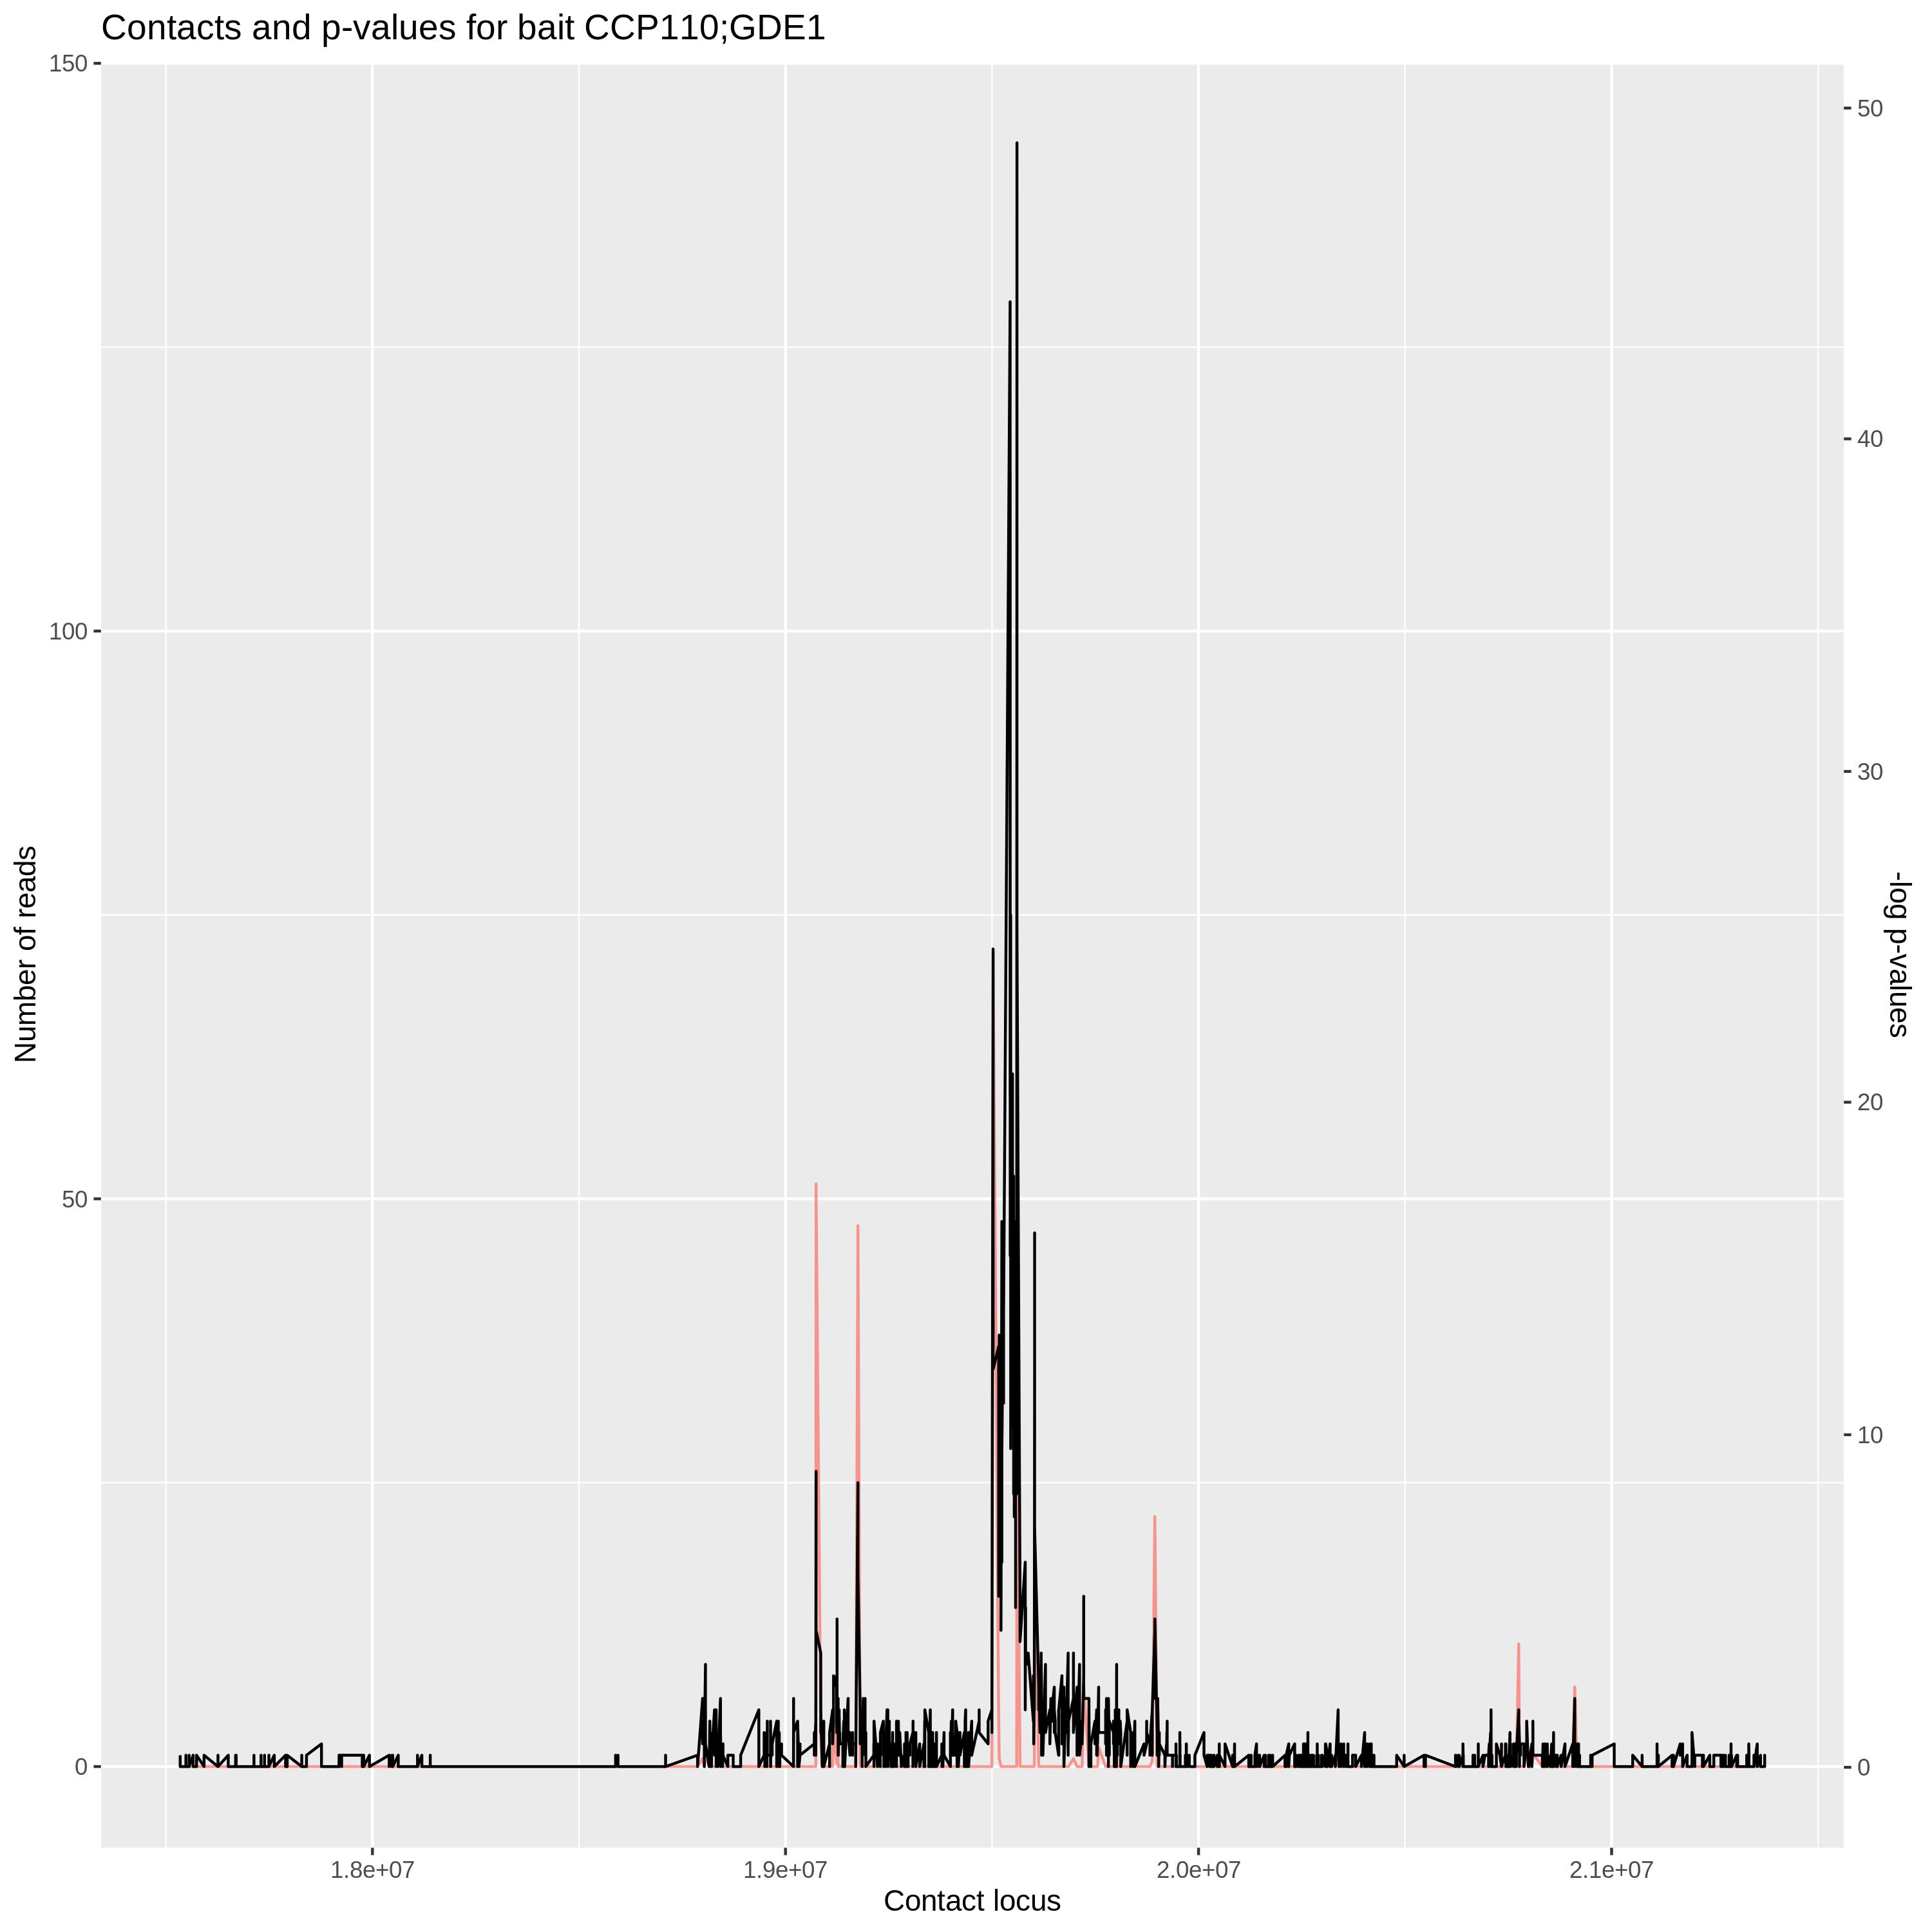 Contacts and p-values for bait CCP110;GDE1
150
100
50
0
Number of reads
50
40
30
20
10
0
-log p-values
1.8e+07
1.9e+07
2.0e+07
2.1e+07
Contact locus